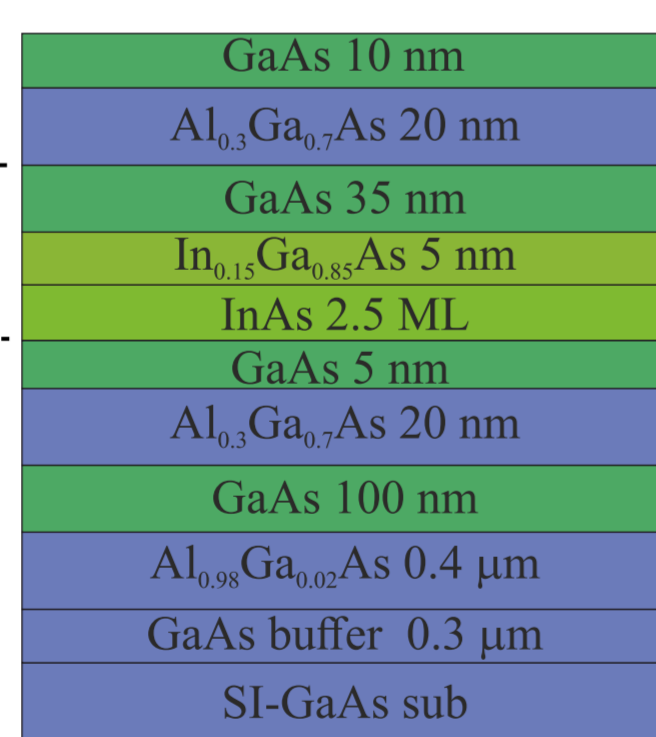 GaAs 10 nm
Al₀.₃Ga₀.₇As 20 nm
GaAs 35 nm
In₀.₁₅Ga₀.₈₅As 5 nm
InAs 2.5 ML
GaAs 5 nm
Al₀.₃Ga₀.₇As 20 nm
GaAs 100 nm
Al₀.₉₈Ga₀.₀₂As 0.4 μm
GaAs buffer 0.3 μm
SI-GaAs sub